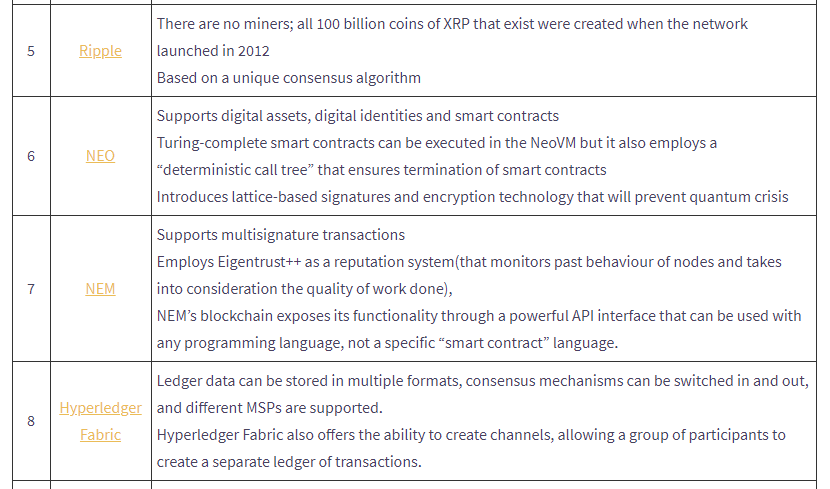 There are no miners; all 100 billion coins of XRP that exist were created when the network
5
Ripple
launched in 2012
Based on a unique consensus algorithm
Supports digital assets, digital identities and smart contracts
Turing-complete smart contracts can be executed in the NeoVM but it also employs a
6
NEO
“deterministic call tree” that ensures termination of smart contracts
Introduces lattice-based signatures and encryption technology that will prevent quantum crisis
Supports multisignature transactions
Employs Eigentrust++ as a reputation system(that monitors past behaviour of nodes and takes
7
NEM
into consideration the quality of work done),
NEM’s blockchain exposes its functionality through a powerful API interface that can be used with
any programming language, not a specific “smart contract” language.
Ledger data can be stored in multiple formats, consensus mechanisms can be switched in and out,
8
Hyperledger
Fabric
and different MSPs are supported.
Hyperledger Fabric also offers the ability to create channels, allowing a group of participants to
create a separate ledger of transactions.